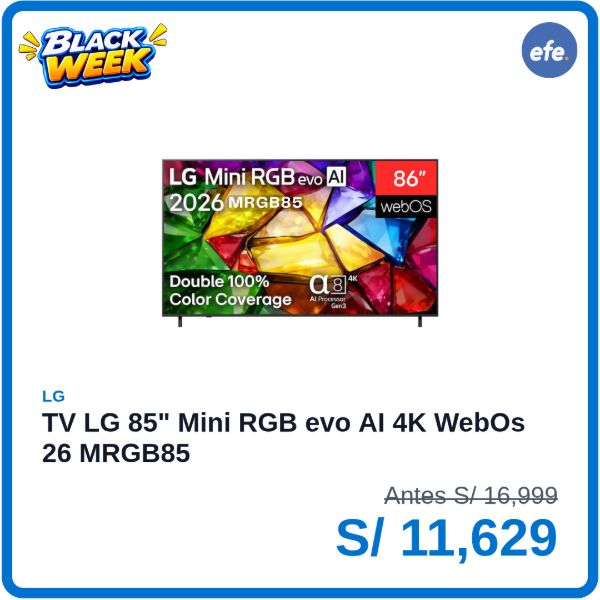 BLACK
WEEK
efe.
LG Mini RGB evo AI
86”
2026 MRGB85
webOS
Double 100%
Color Coverage
α8 4K
AI Processor
Gen3
LG
TV LG 85" Mini RGB evo AI 4K WebOs
26 MRGB85
Antes S/ 16,999
S/ 11,629